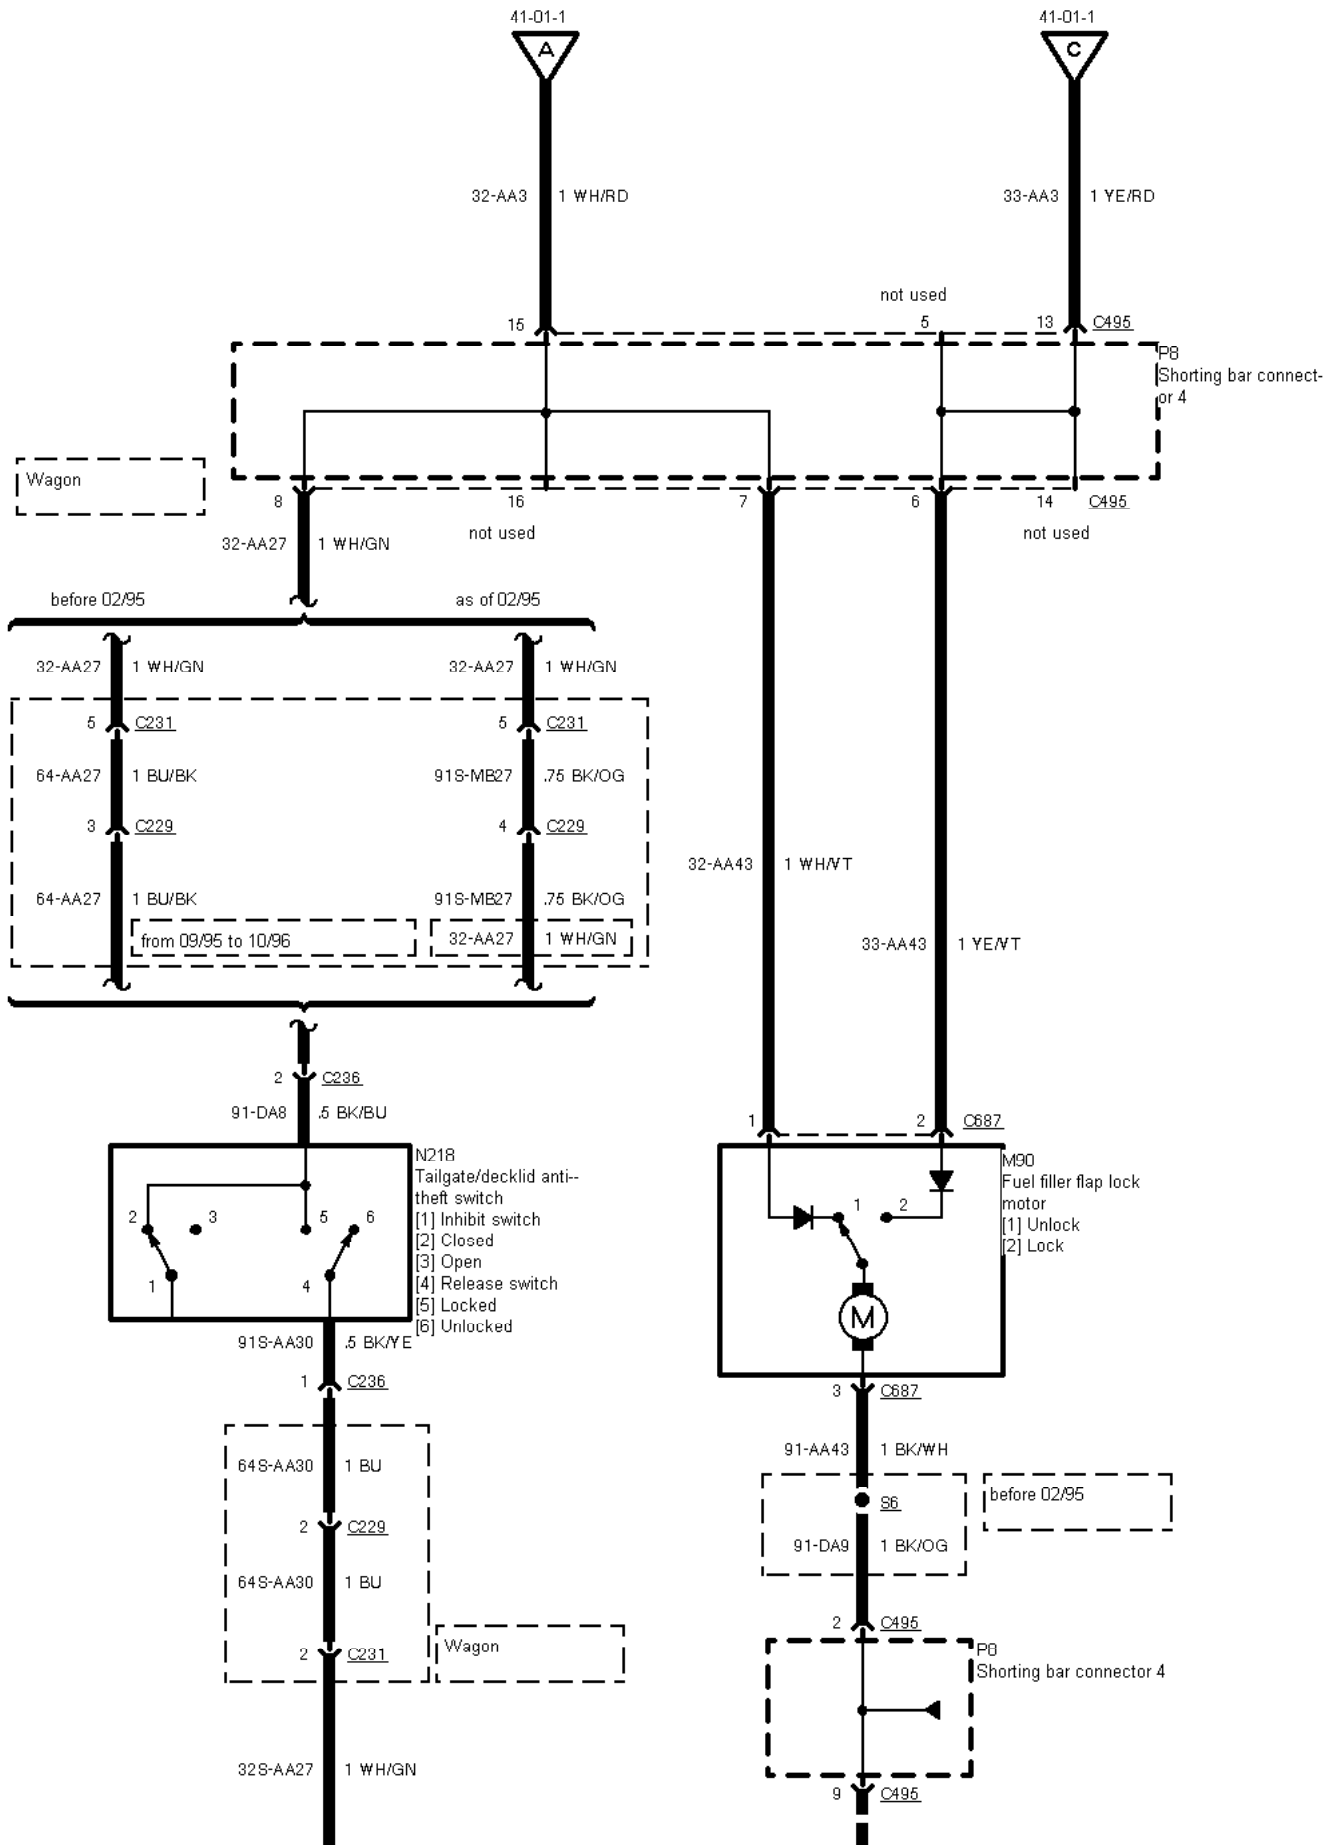 41-01-1
41-01-1
A
C
32-AA3 1 WH/RD
33-AA3 1 YE/RD
not used
15
5
13 C495
P8
Shorting bar connect-
or 4
Wagon
8
16
7
6
14 C495
not used
not used
32-AA27 1 WH/GN
before 02/95
as of 02/95
32-AA27 1 WH/GN
32-AA27 1 WH/GN
5 C231
5 C231
64-AA27 1 BU/BK
91S-MB27 .75 BK/OG
3 C229
4 C229
32-AA43 1 WH/VT
64-AA27 1 BU/BK
91S-MB27 .75 BK/OG
from 09/95 to 10/96
32-AA27 1 WH/GN
33-AA43 1 YE/VT
2 C236
91-DA8 .5 BK/BU
1
2 C687
N218
Tailgate/decklid anti--
theft switch
[1] Inhibit switch
[2] Closed
[3] Open
[4] Release switch
[5] Locked
[6] Unlocked
2
3
5
6
1
4
M90
Fuel filler flap lock
motor
[1] Unlock
[2] Lock
1
2
M
91S-AA30 .5 BK/YE
1 C236
3 C687
91-AA43 1 BK/WH
64S-AA30 1 BU
before 02/95
S6
2 C229
91-DA9 1 BK/OG
64S-AA30 1 BU
2 C495
Wagon
2 C231
P8
Shorting bar connector 4
32S-AA27 1 WH/GN
9 C495